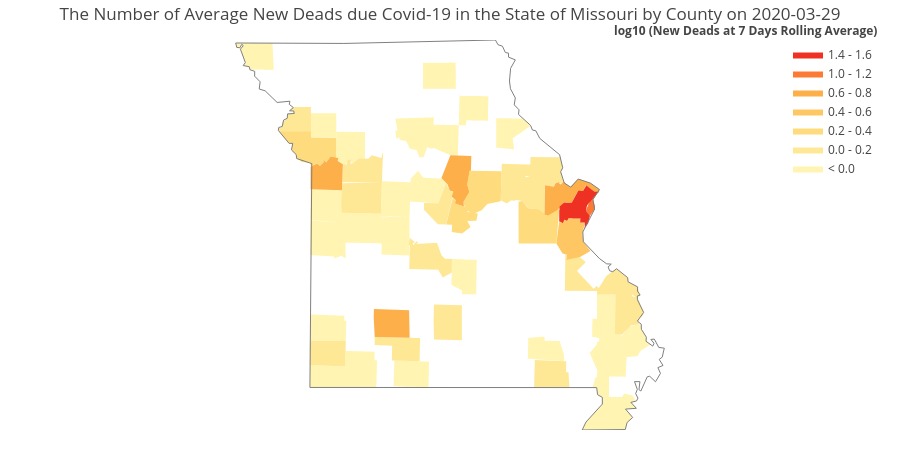 The Number of Average New Deads due Covid-19 in the State of Missouri by County on 2020-03-29
log10 (New Deads at 7 Days Rolling Average)
1.4 - 1.6
1.0 - 1.2
0.6 - 0.8
0.4 - 0.6
0.2 - 0.4
0.0 - 0.2
< 0.0